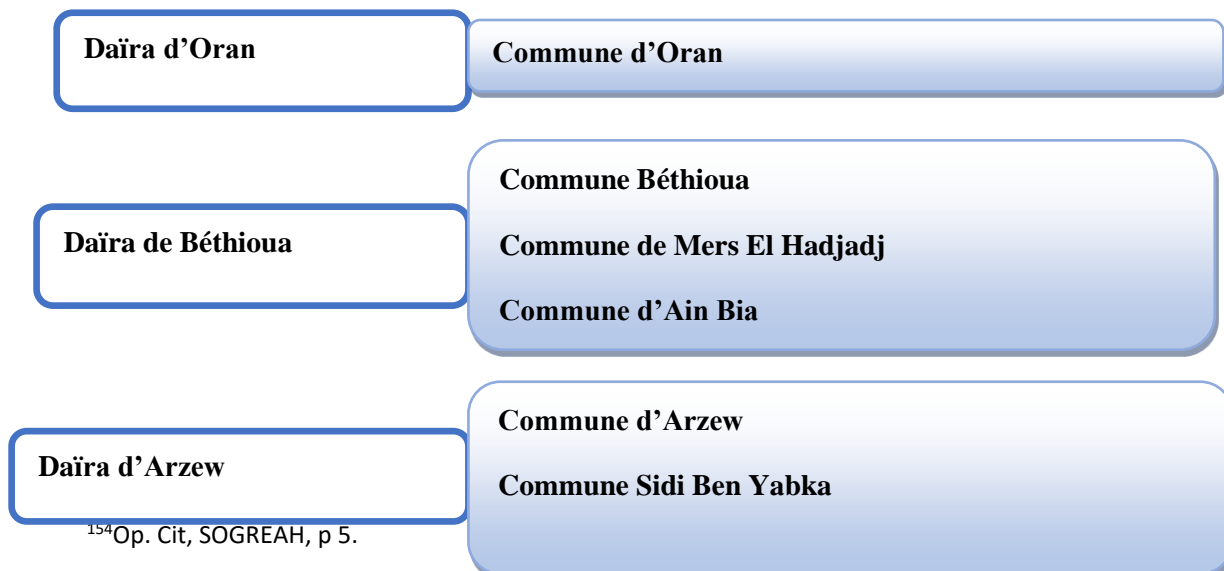 Daïra d’Oran
Commune d’Oran
Daïra de Béthioua
Commune Béthioua
Commune de Mers El Hadjadj
Commune d’Ain Bia
Daïra d’Arzew
Commune d’Arzew
Commune Sidi Ben Yabka
154Op. Cit, SOGREAH, p 5.